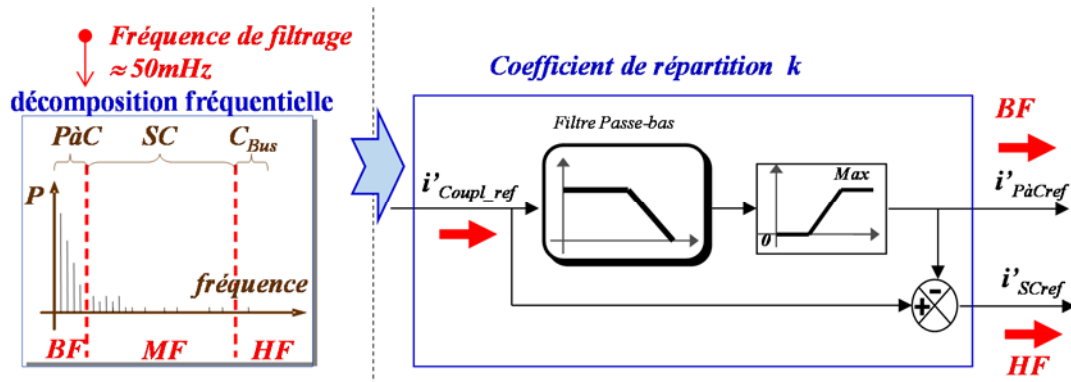 Fréquence de filtrage
≈ 50mHz
décomposition fréquentielle
PàC SC C_Bus
P
fréquence
BF MF HF
Coefficient de répartition k
Filtre Passe-bas
Max
0
i'Coupl_ref
BF
i'PàCref
-
+
i'SCref
HF